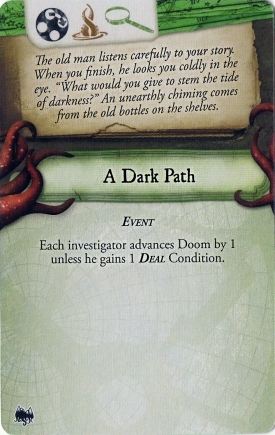 The old man listens carefully to your story.
When you finish, he looks you coldly in the
eye. “What would you give to stem the tide
of darkness?” An unearthly chiming comes
from the old bottles on the shelves.
A Dark Path
Event
Each investigator advances Doom by 1
unless he gains 1 Deal Condition.